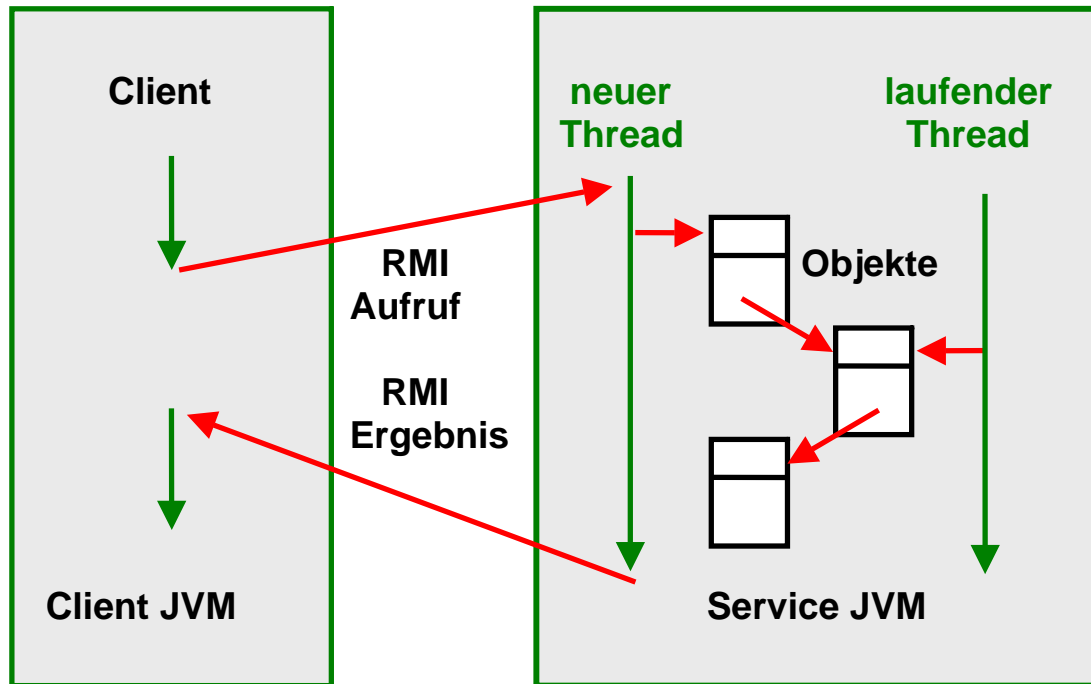 Client
neuer
Thread
laufender
Thread
RMI
Aufruf
Objekte
RMI
Ergebnis
Client JVM
Service JVM